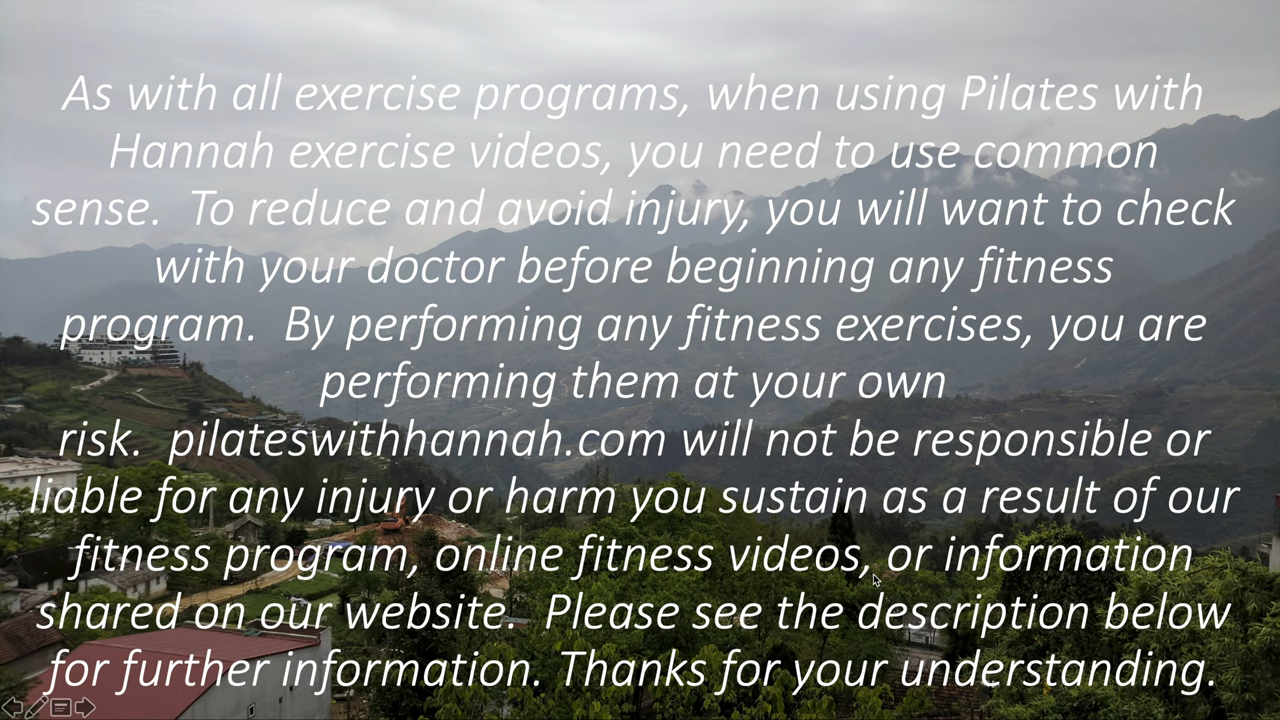 As with all exercise programs, when using Pilates with
Hannah exercise videos, you need to use common
sense.  To reduce and avoid injury, you will want to check
with your doctor before beginning any fitness
program.  By performing any fitness exercises, you are
performing them at your own
risk.  pilateswithhannah.com will not be responsible or
liable for any injury or harm you sustain as a result of our
fitness program, online fitness videos, or information
shared on our website.  Please see the description below
for further information. Thanks for your understanding.